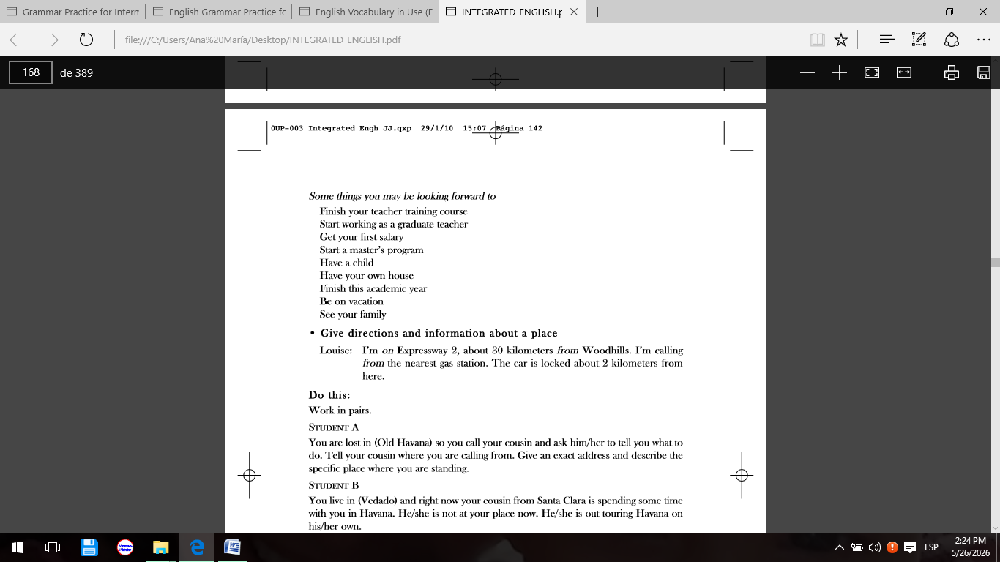 Grammar Practice for Interm
English Grammar Practice fc
English Vocabulary in Use (E
INTEGRATED-ENGLISH.p
file:///C:/Users/Ana%20María/Desktop/INTEGRATED-ENGLISH.pdf
168 de 389
0UP-003 Integrated Engh JJ.qxp 29/1/10 15:07 Página 142
Some things you may be looking forward to
Finish your teacher training course
Start working as a graduate teacher
Get your first salary
Start a master's program
Have a child
Have your own house
Finish this academic year
Be on vacation
See your family
• Give directions and information about a place
Louise: I'm on Expressway 2, about 30 kilometers from Woodhills. I'm calling
from the nearest gas station. The car is locked about 2 kilometers from
here.
Do this:
Work in pairs.
STUDENT A
You are lost in (Old Havana) so you call your cousin and ask him/her to tell you what to
do. Tell your cousin where you are calling from. Give an exact address and describe the
specific place where you are standing.
STUDENT B
You live in (Vedado) and right now your cousin from Santa Clara is spending some time
with you in Havana. He/she is not at your place now. He/she is out touring Havana on
his/her own.
ESP
2:24 PM
5/26/2026